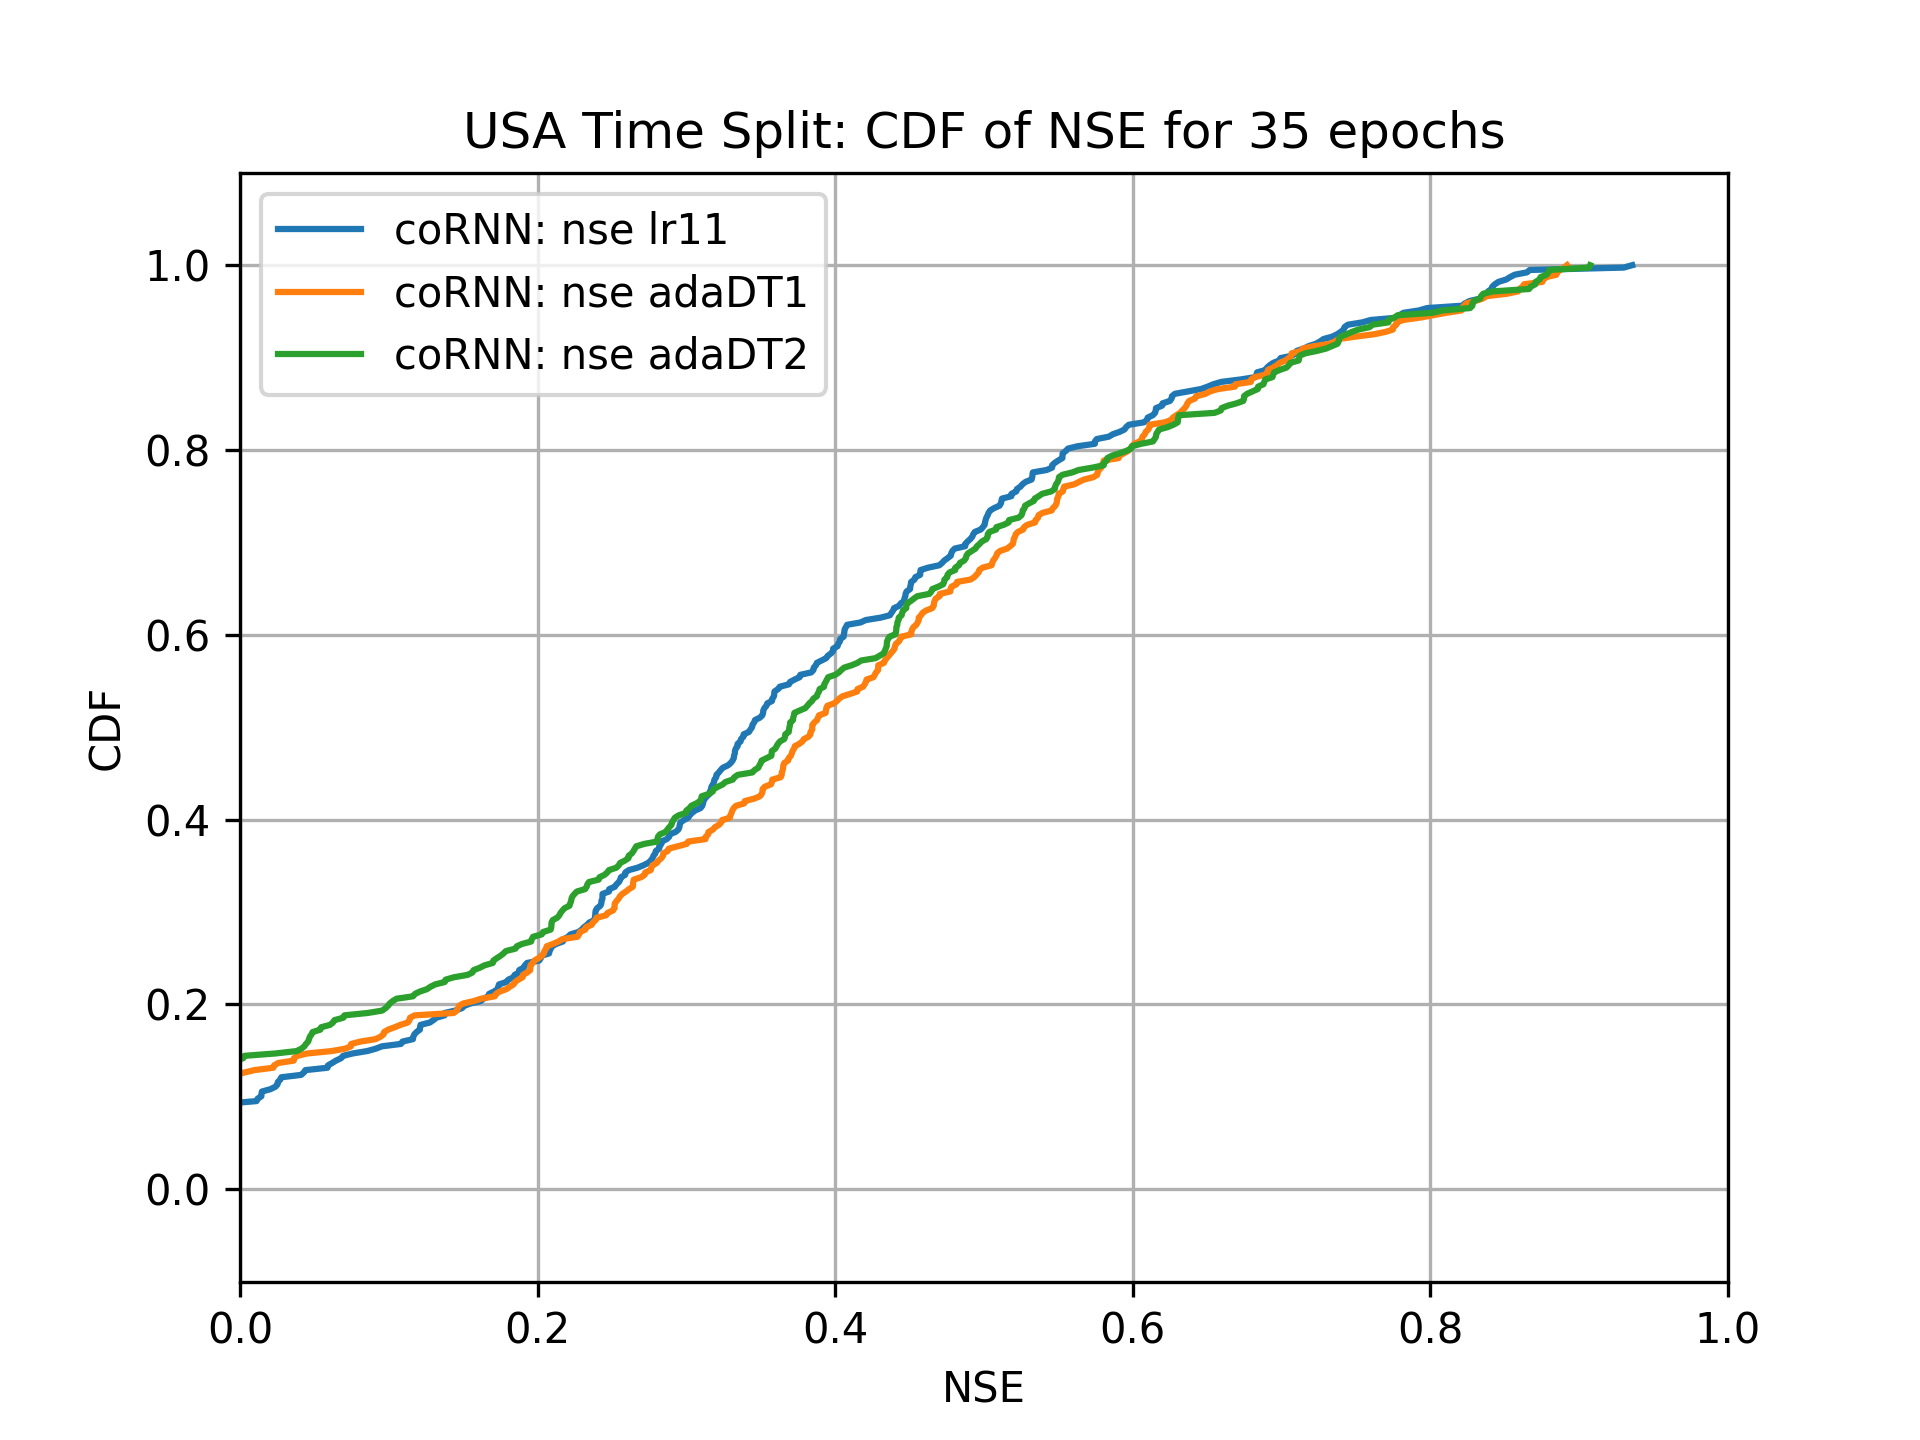 USA Time Split: CDF of NSE for 35 epochs
coRNN: nse lr11
coRNN: nse adaDT1
coRNN: nse adaDT2
1.0
0.8
0.6
0.4
0.2
0.0
CDF
0.0 0.2 0.4 0.6 0.8 1.0
NSE